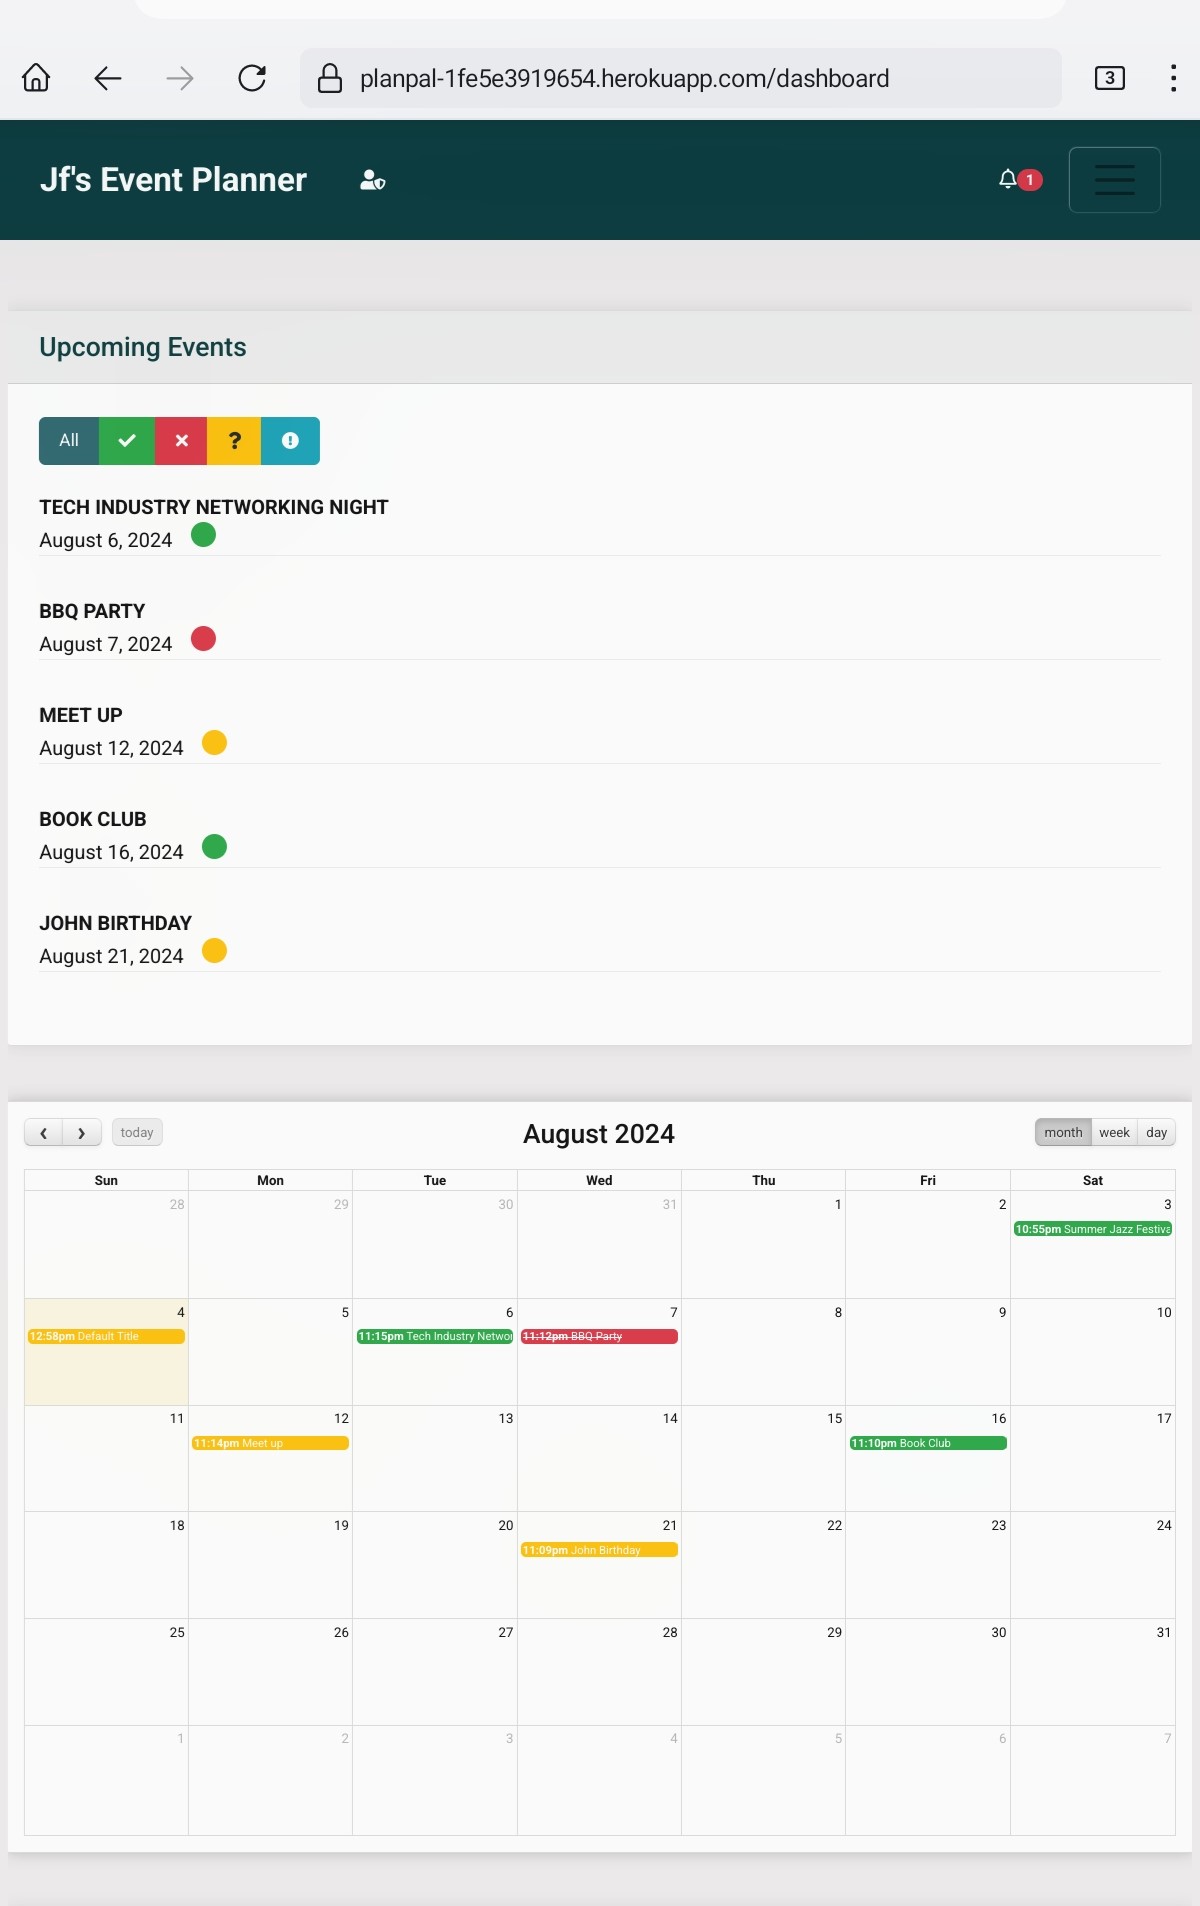 planpal-1fe5e3919654.herokuapp.com/dashboard
3
Jf's Event Planner
1
Upcoming Events
All
?
TECH INDUSTRY NETWORKING NIGHT
August 6, 2024
BBQ PARTY
August 7, 2024
MEET UP
August 12, 2024
BOOK CLUB
August 16, 2024
JOHN BIRTHDAY
August 21, 2024
today
August 2024
month week day
Sun Mon Tue Wed Thu Fri Sat
28 29 30 31 1 2 3
10:55pm Summer Jazz Festiva
4 5 6 7 8 9 10
12:58pm Default Title 11:15pm Tech Industry Networ 11:12pm BBQ Party
11 12 13 14 15 16 17
11:14pm Meet up 11:10pm Book Club
18 19 20 21 22 23 24
11:09pm John Birthday
25 26 27 28 29 30 31
1 2 3 4 5 6 7